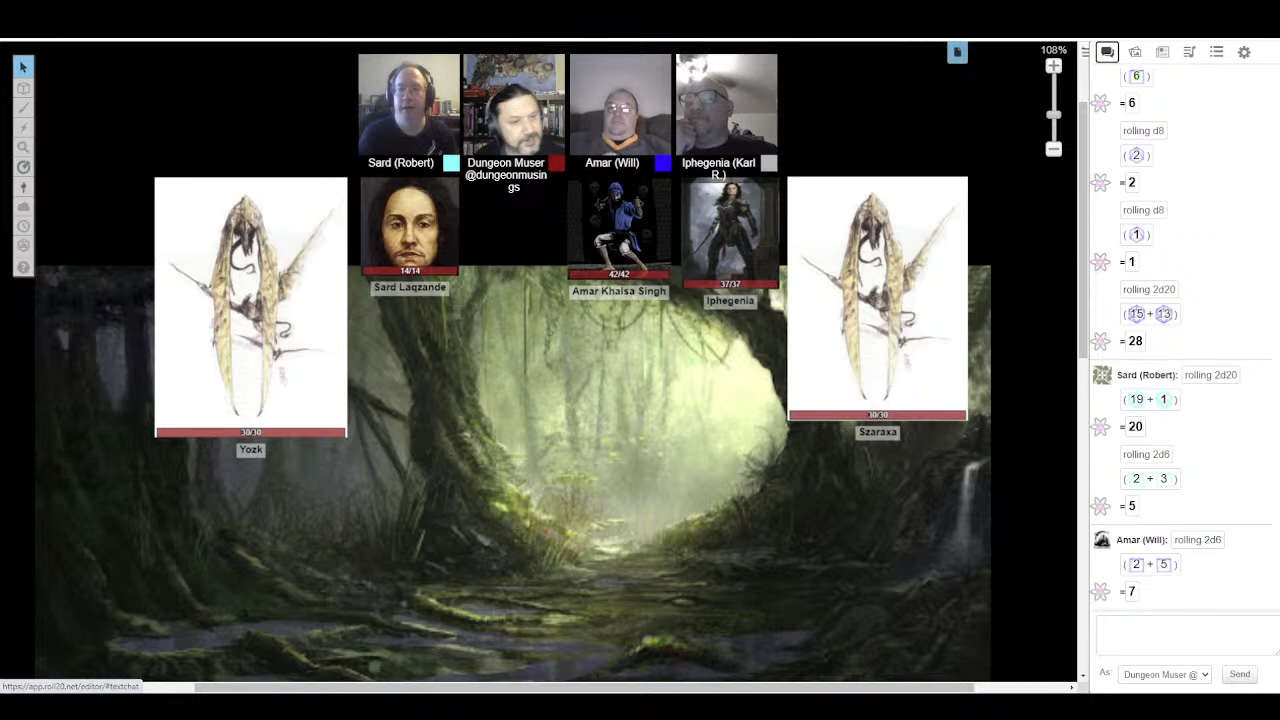 108%
Sard (Robert)
Dungeon Muser
@dungeonmusin
gs
Amar (Will)
Iphegenia (Karl
R.)
14/14
Sard Laqzande
42/42
Amar Khalsa Singh
37/37
Iphegenia
30/30
Yozk
30/30
Szaraxa
( 6 )
= 6
rolling d8
( 2 )
= 2
rolling d8
( 1 )
= 1
rolling 2d20
( 15 + 13 )
= 28
Sard (Robert): rolling 2d20
( 19 + 1 )
= 20
rolling 2d6
( 2 + 3 )
= 5
Amar (Will): rolling 2d6
( 2 + 5 )
= 7
As: Dungeon Muser @ Send
https://app.roll20.net/editor/#textchat